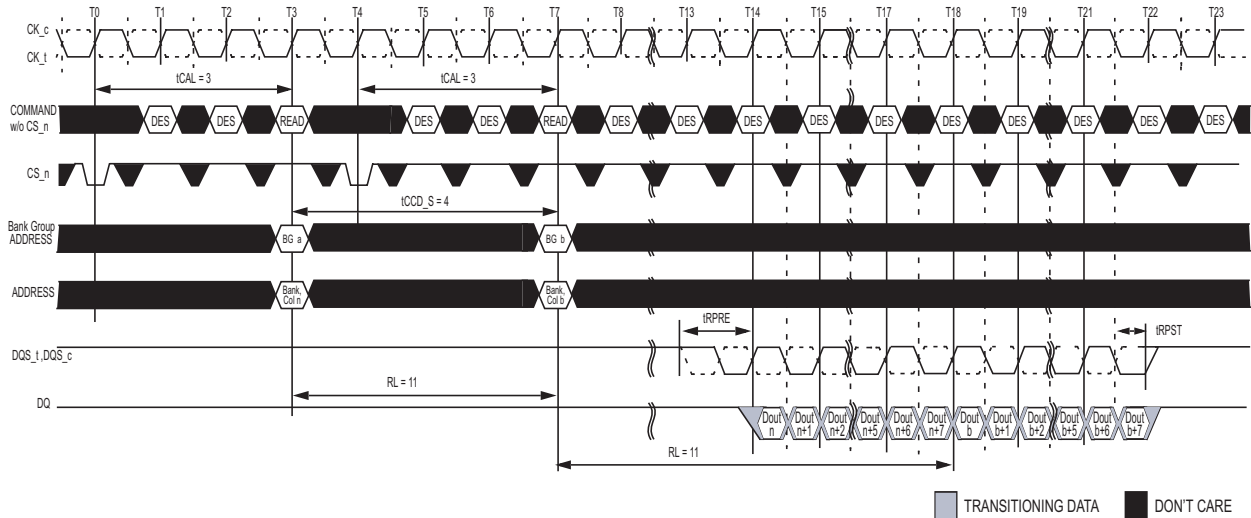 T0 T1 T2 T3 T4 T5 T6 T7 T8 T13 T14 T15 T17 T18 T19 T21 T22 T23
CK_c
CK_t
tCAL = 3 tCAL = 3
COMMAND
w/o CS_n
DES DES READ DES DES READ DES DES DES DES DES DES DES DES DES DES
CS_n
tCCD_S = 4
Bank Group
ADDRESS
BG a BG b
ADDRESS
Bank, Bank,
Col n Col b
tRPRE tRPST
DQS_t ,DQS_c
RL = 11
DQ
Dout Dout Dout Dout Dout Dout Dout Dout Dout Dout Dout Dout
n n+1 n+2 n+5 n+6 n+7 b b+1 b+2 b+5 b+6 b+7
RL = 11
TRANSITIONING DATA DON'T CARE